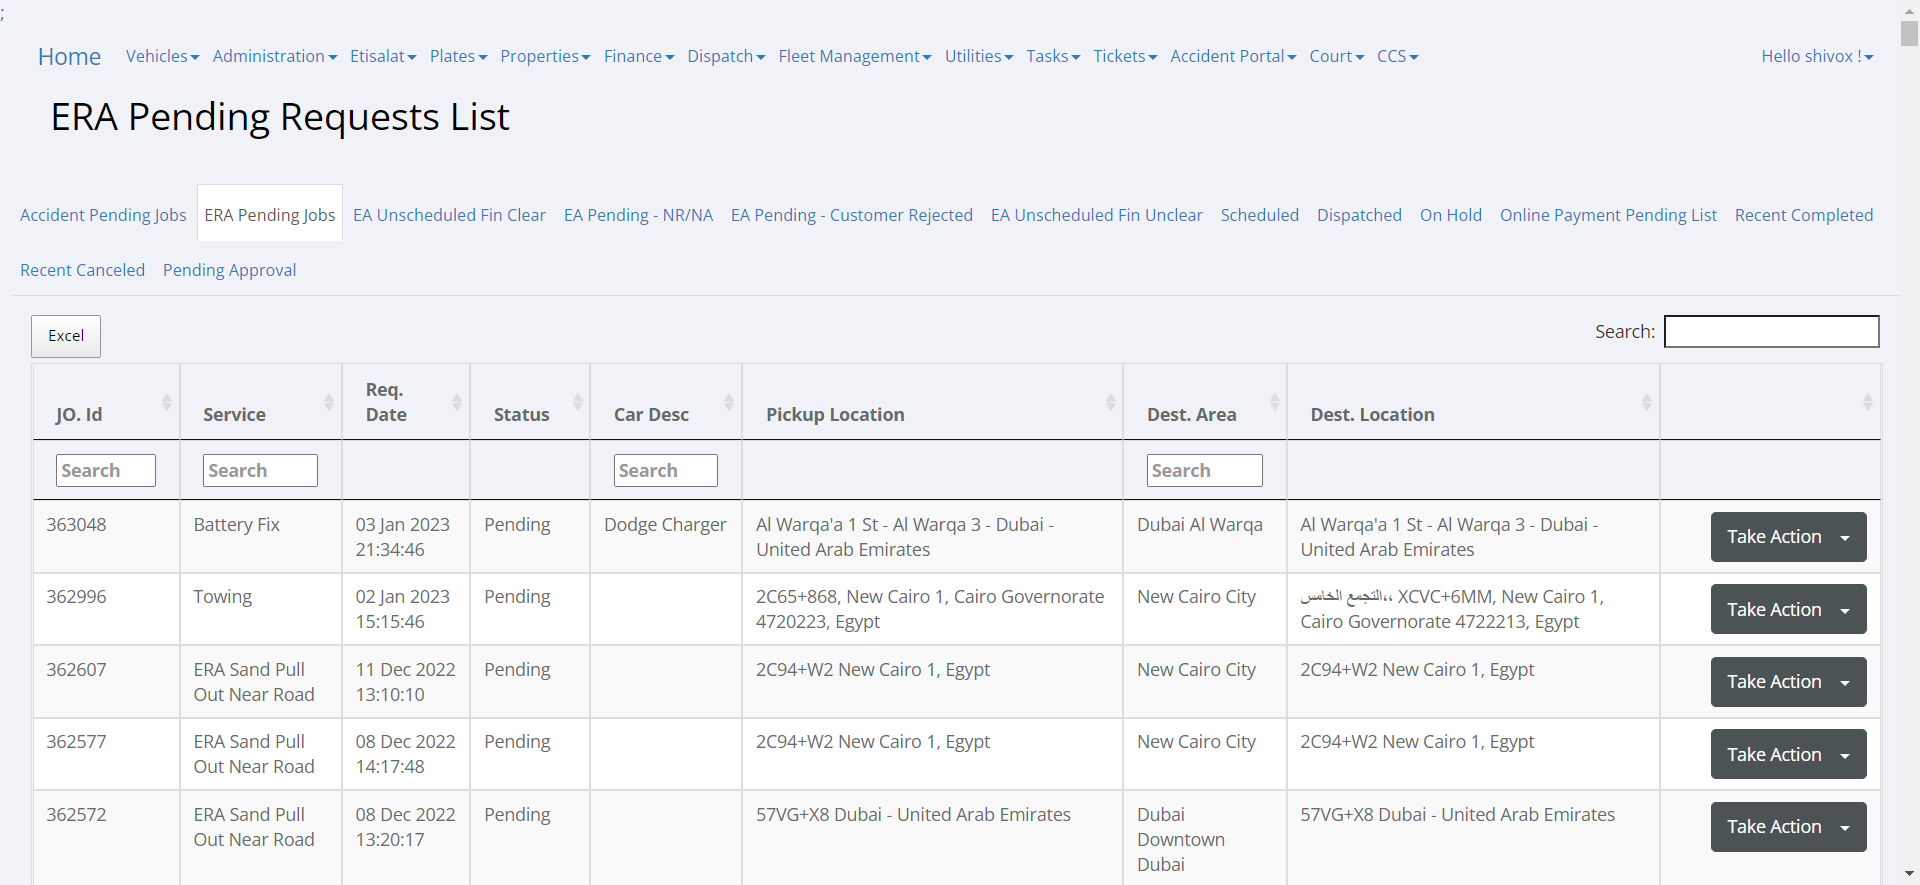 ;
Home Vehicles Administration Etisalat Plates Properties Finance Dispatch Fleet Management Utilities Tasks Tickets Accident Portal Court CCS Hello shivox !
ERA Pending Requests List
Accident Pending Jobs ERA Pending Jobs EA Unscheduled Fin Clear EA Pending - NR/NA EA Pending - Customer Rejected EA Unscheduled Fin Unclear Scheduled Dispatched On Hold Online Payment Pending List Recent Completed
Recent Canceled Pending Approval
Excel Search:
Req.
JO. Id Service Date Status Car Desc Pickup Location Dest. Area Dest. Location
Search Search Search Search
363048 Battery Fix 03 Jan 2023 Pending Dodge Charger Al Warqa'a 1 St - Al Warqa 3 - Dubai - Dubai Al Warqa Al Warqa'a 1 St - Al Warqa 3 - Dubai - Take Action
21:34:46 United Arab Emirates United Arab Emirates
362996 Towing 02 Jan 2023 Pending 2C65+868, New Cairo 1, Cairo Governorate New Cairo City التجمع الخامس،، XCVC+6MM, New Cairo 1, Take Action
15:15:46 4720223, Egypt Cairo Governorate 4722213, Egypt
362607 ERA Sand Pull 11 Dec 2022 Pending 2C94+W2 New Cairo 1, Egypt New Cairo City 2C94+W2 New Cairo 1, Egypt Take Action
Out Near Road 13:10:10
362577 ERA Sand Pull 08 Dec 2022 Pending 2C94+W2 New Cairo 1, Egypt New Cairo City 2C94+W2 New Cairo 1, Egypt Take Action
Out Near Road 14:17:48
362572 ERA Sand Pull 08 Dec 2022 Pending 57VG+X8 Dubai - United Arab Emirates Dubai 57VG+X8 Dubai - United Arab Emirates Take Action
Out Near Road 13:20:17 Downtown
Dubai